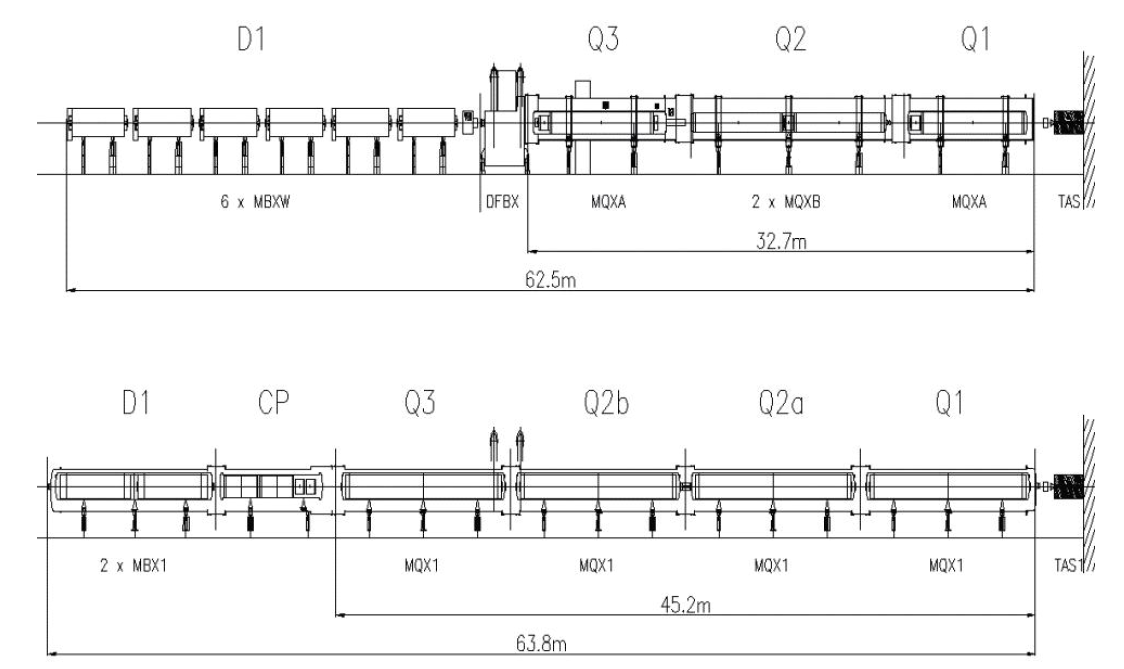 D1 Q3 Q2 Q1
6 x MBXW DFBX MQXA 2 x MQXB MQXA TAS
32.7m
62.5m
D1 CP Q3 Q2b Q2a Q1
2 x MBX1 MQX1 MQX1 MQX1 MQX1 TAS1
45.2m
63.8m